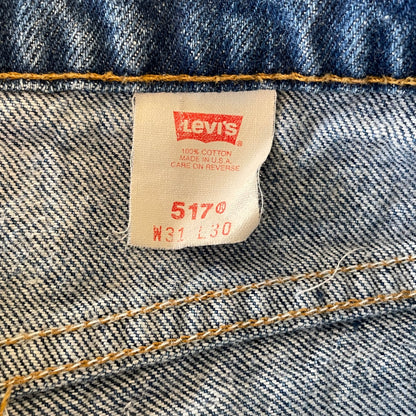 LEVI'S
100% COTTON
MADE IN U.S.A.
CARE ON REVERSE
517®
W31 L30